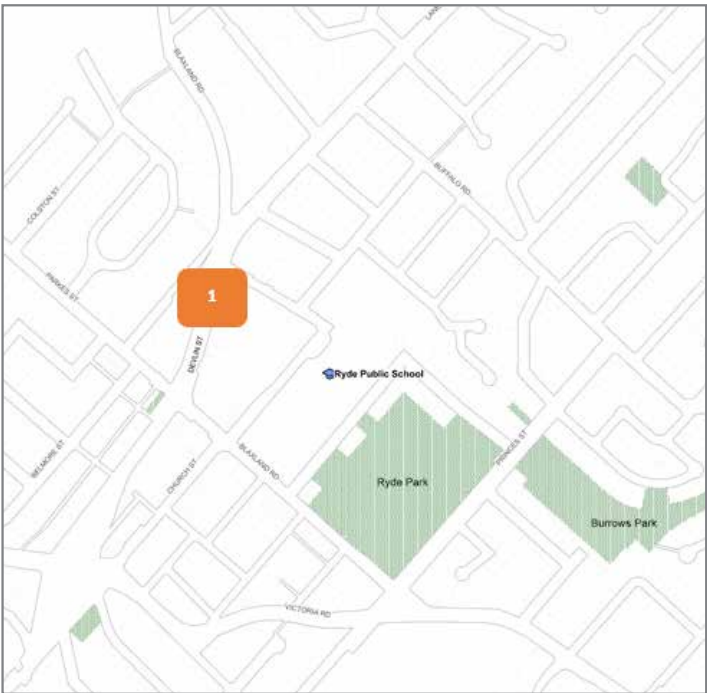 BLAXLAND RD
BUFFALO RD
COLSTON ST
PARKES ST
1
DEVLIN ST
Ryde Public School
BELMORE ST
CHURCH ST
BLAXLAND RD
PRINCES ST
Ryde Park
Burrows Park
VICTORIA RD